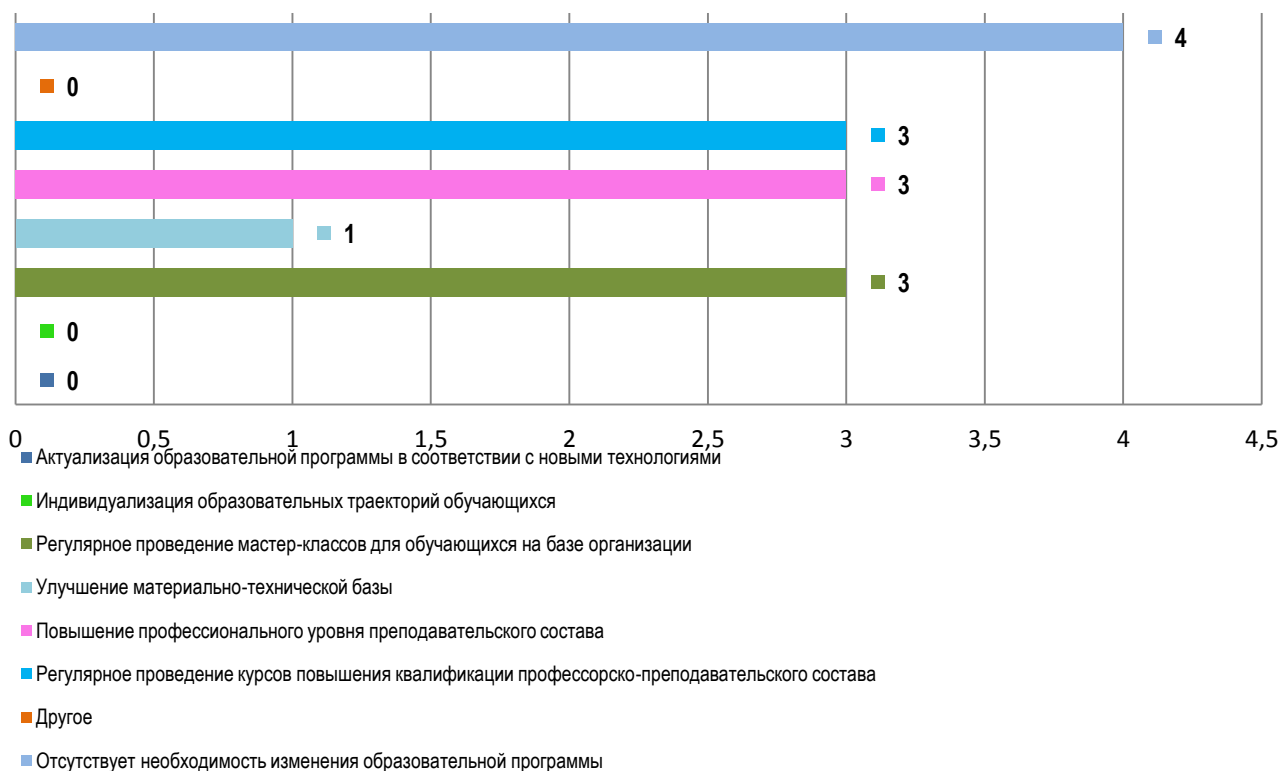 4
0
3
3
1
3
0
0
0 0,5 1 1,5 2 2,5 3 3,5 4 4,5
Актуализация образовательной программы в соответствии с новыми технологиями
Индивидуализация образовательных траекторий обучающихся
Регулярное проведение мастер-классов для обучающихся на базе организации
Улучшение материально-технической базы
Повышение профессионального уровня преподавательского состава
Регулярное проведение курсов повышения квалификации профессорско-преподавательского состава
Другое
Отсутствует необходимость изменения образовательной программы